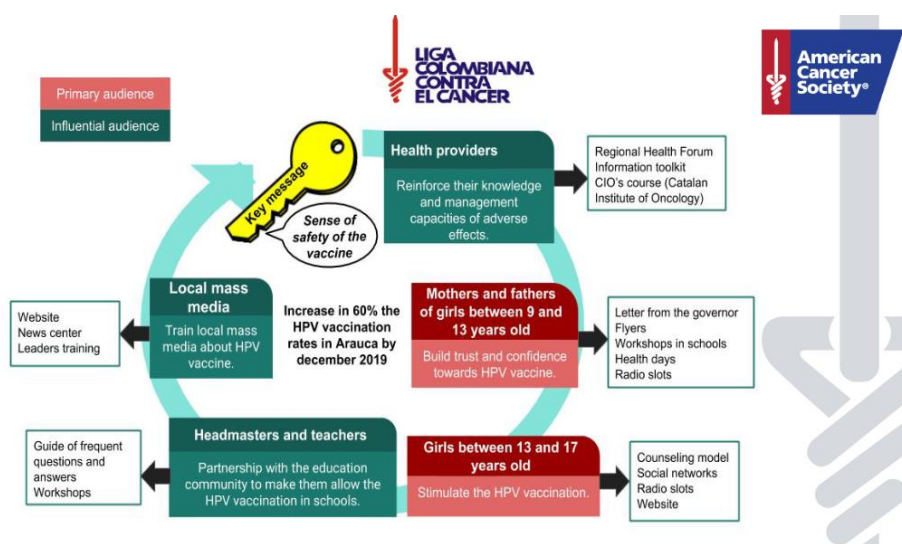 LIGA
COLOMBIANA
CONTRA
EL CANCER
American
Cancer
Society®
Primary audience
Influential audience
Key message
Sense of
safety of the
vaccine
Health providers
Reinforce their knowledge
and management
capacities of adverse
effects.
Regional Health Forum
Information toolkit
CIO's course (Catalan
Institute of Oncology)
Local mass
media
Train local mass
media about HPV
vaccine.
Website
News center
Leaders training
Increase in 60% the
HPV vaccination
rates in Arauca by
december 2019
Mothers and fathers
of girls between 9 and
13 years old
Build trust and confidence
towards HPV vaccine.
Letter from the governor
Flyers
Workshops in schools
Health days
Radio slots
Headmasters and teachers
Partnership with the education
community to make them allow the
HPV vaccination in schools.
Guide of frequent
questions and
answers
Workshops
Girls between 13 and 17
years old
Stimulate the HPV vaccination.
Counseling model
Social networks
Radio slots
Website